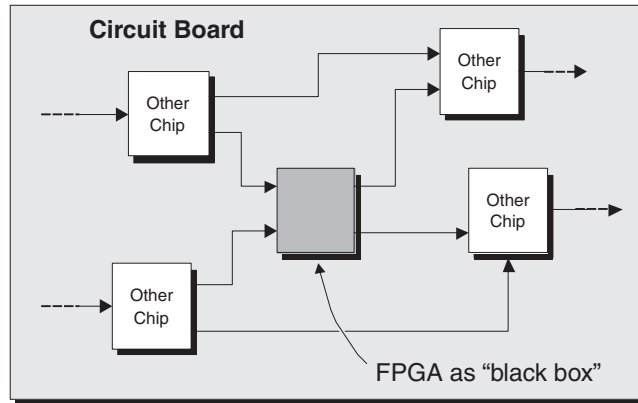 Circuit Board
Other
Chip
Other
Chip
Other
Chip
Other
Chip
FPGA as “black box”